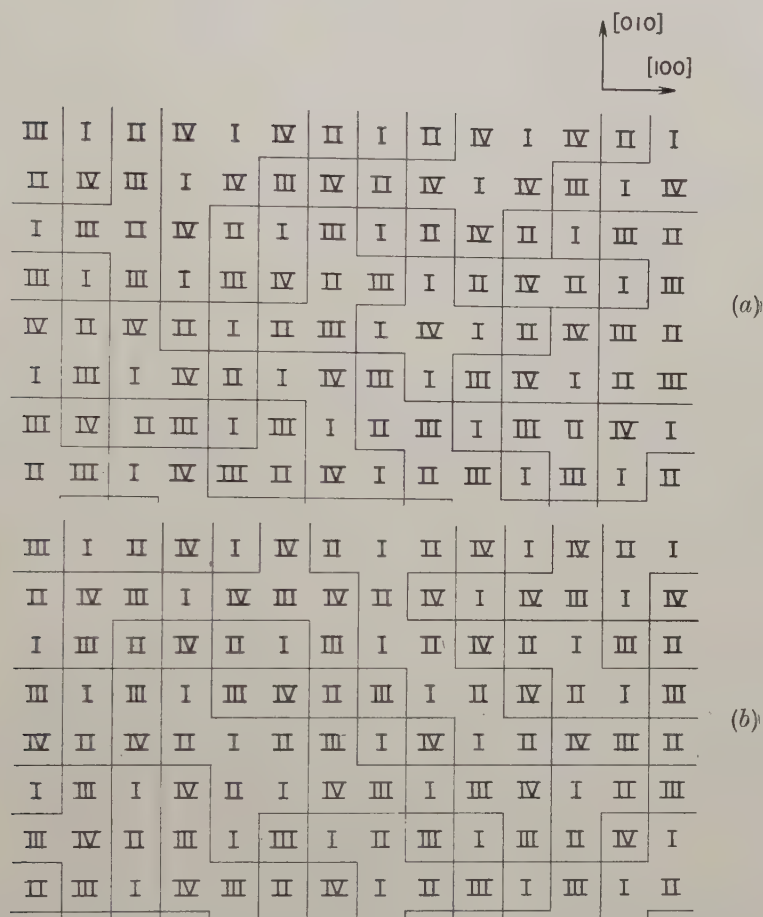 [010]
[100]
III I II IV I IV II I II IV I IV II I
II IV III I IV III IV II IV I IV III I IV
I III II IV II I III I II IV II I III II
III I III I III IV II III I II IV II I III
(a)
IV II IV II I II III I IV I II IV III II
I III I IV II I IV III I III IV I II III
III IV II III I III I II III I III II IV I
II III I IV III II IV I II III I III I II
III I II IV I IV II I II IV I IV II I
II IV III I IV III IV II IV I IV III I IV
I III II IV II I III I II IV II I III II
III I III I III IV II III I II IV II I III
(b)
IV II IV II I II III I IV I II IV III II
I III I IV II I IV III I III IV I II III
III IV II III I III I II III I III II IV I
II III I IV III II IV I II III I III I II